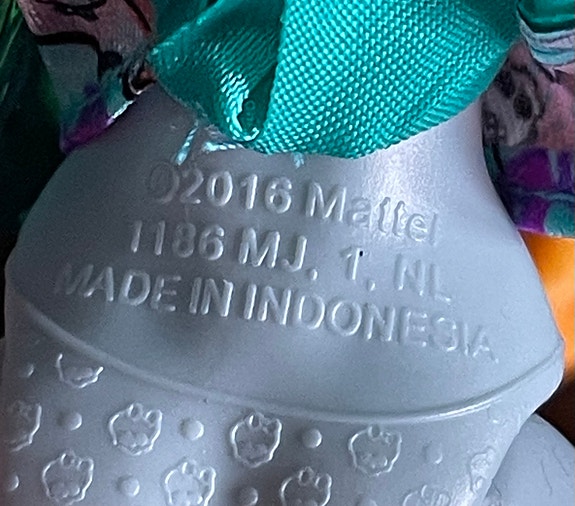 ©2016 Mattel
1186 MJ. 1. NL
MADE IN INDONESIA